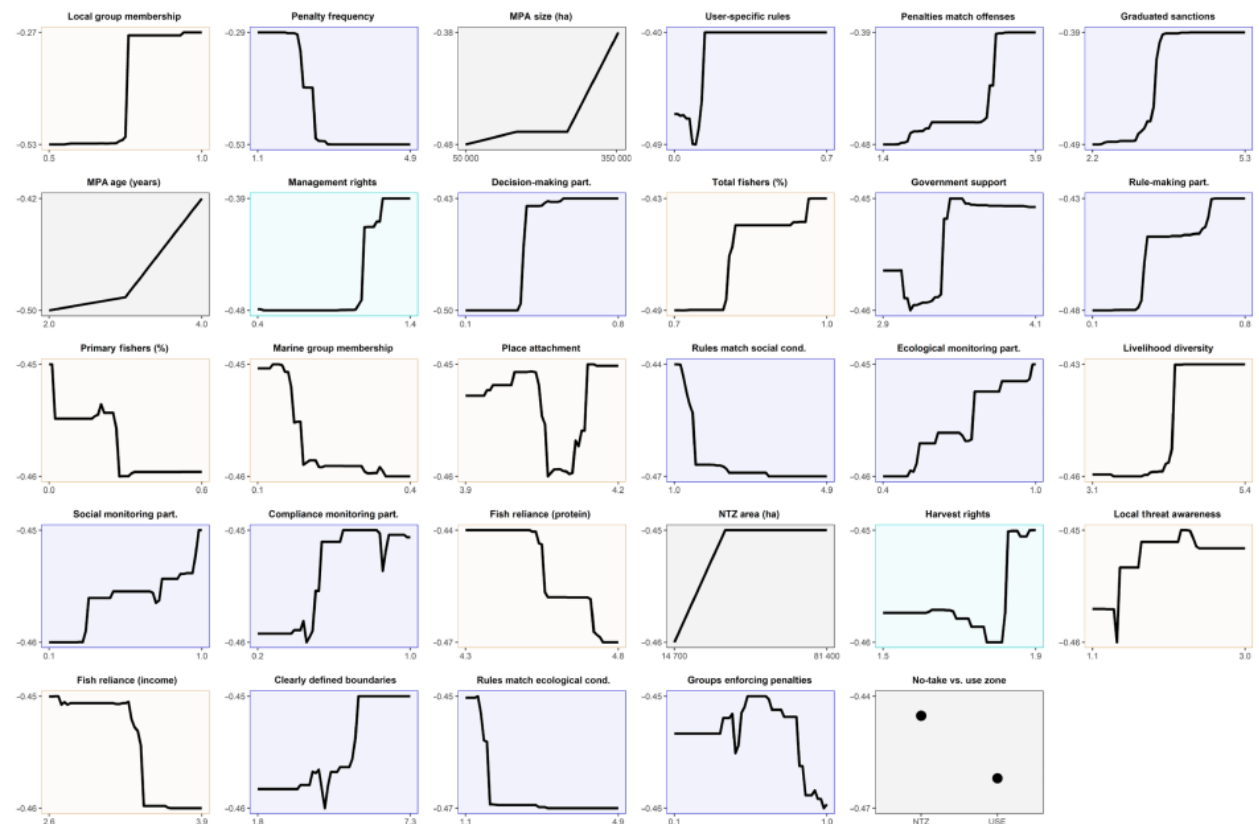 Local group membership
Penalty frequency
MPA size (ha)
User-specific rules
Penalties match offenses
Graduated sanctions
−0.27
−0.29
−0.38
−0.40
−0.39
−0.39
−0.53
−0.53
−0.48
−0.49
−0.48
−0.49
0.5 1.0
1.1 4.9
50 000 350 000
0.0 0.7
1.4 3.9
2.2 5.3
MPA age (years)
Management rights
Decision-making part.
Total fishers (%)
Government support
Rule-making part.
−0.42
−0.39
−0.43
−0.43
−0.45
−0.43
−0.50
−0.48
−0.50
−0.49
−0.46
−0.48
2.0 4.0
0.4 1.4
0.1 0.8
0.7 1.0
2.9 4.1
0.1 0.8
Primary fishers (%)
Marine group membership
Place attachment
Rules match social cond.
Ecological monitoring part.
Livelihood diversity
−0.45
−0.45
−0.45
−0.44
−0.45
−0.43
−0.46
−0.46
−0.46
−0.47
−0.46
−0.46
0.0 0.6
0.1 0.4
3.9 4.2
1.0 4.9
0.4 1.0
3.1 5.4
Social monitoring part.
Compliance monitoring part.
Fish reliance (protein)
NTZ area (ha)
Harvest rights
Local threat awareness
−0.45
−0.45
−0.44
−0.45
−0.45
−0.45
−0.46
−0.46
−0.47
−0.46
−0.46
−0.46
0.1 1.0
0.2 1.0
4.3 4.8
14 700 81 400
1.5 1.9
1.1 3.0
Fish reliance (income)
Clearly defined boundaries
Rules match ecological cond.
Groups enforcing penalties
No-take vs. use zone
−0.45
−0.45
−0.45
−0.45
−0.44
−0.46
−0.46
−0.46
−0.46
−0.47
2.6 3.9
1.8 7.3
1.1 4.9
0.1 1.0
NTZ USE